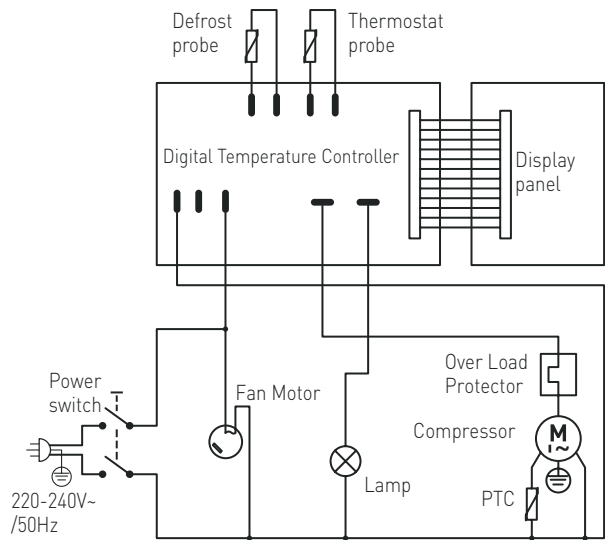 Defrost
probe
Thermostat
probe
Digital Temperature Controller
Display
panel
Over Load
Protector
Power
switch
Fan Motor
Compressor
M
~
Lamp
PTC
220-240V~
/50Hz